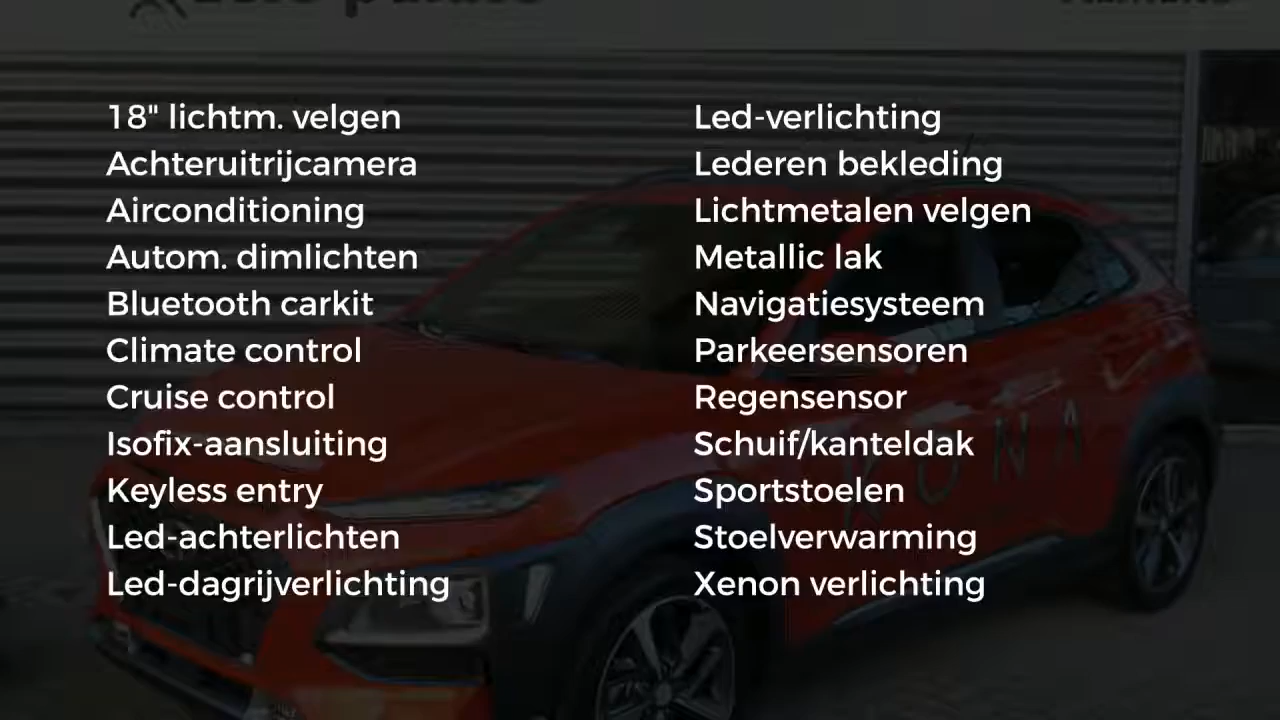 18" lichtm. velgen
Achteruitrijcamera
Airconditioning
Autom. dimlichten
Bluetooth carkit
Climate control
Cruise control
Isofix-aansluiting
Keyless entry
Led-achterlichten
Led-dagrijverlichting
Led-verlichting
Lederen bekleding
Lichtmetalen velgen
Metallic lak
Navigatiesysteem
Parkeersensoren
Regensensor
Schuif/kanteldak
Sportstoelen
Stoelverwarming
Xenon verlichting
KONA